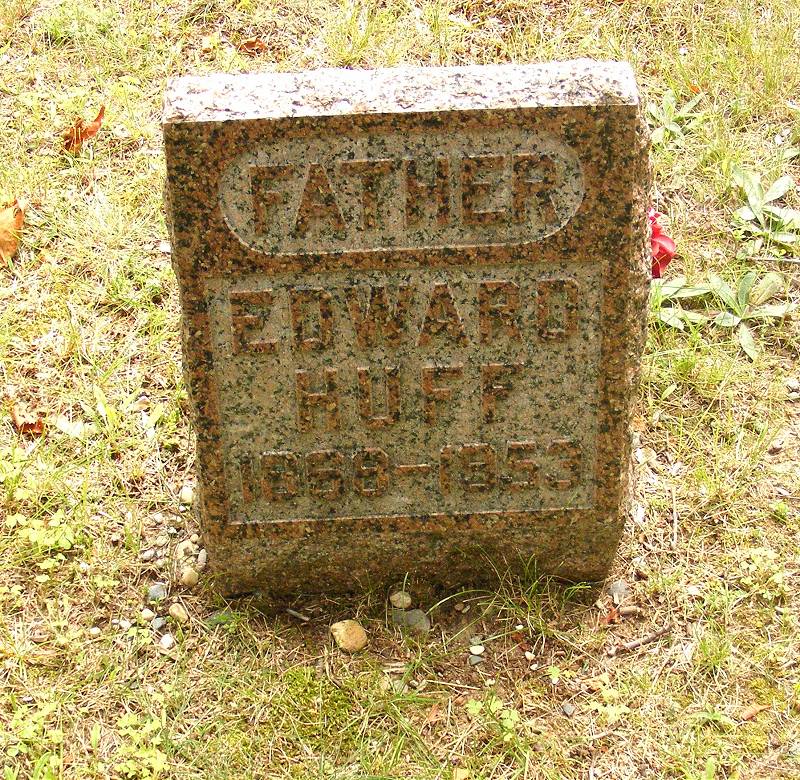 FATHER
EDWARD
HUFF
1868-1953